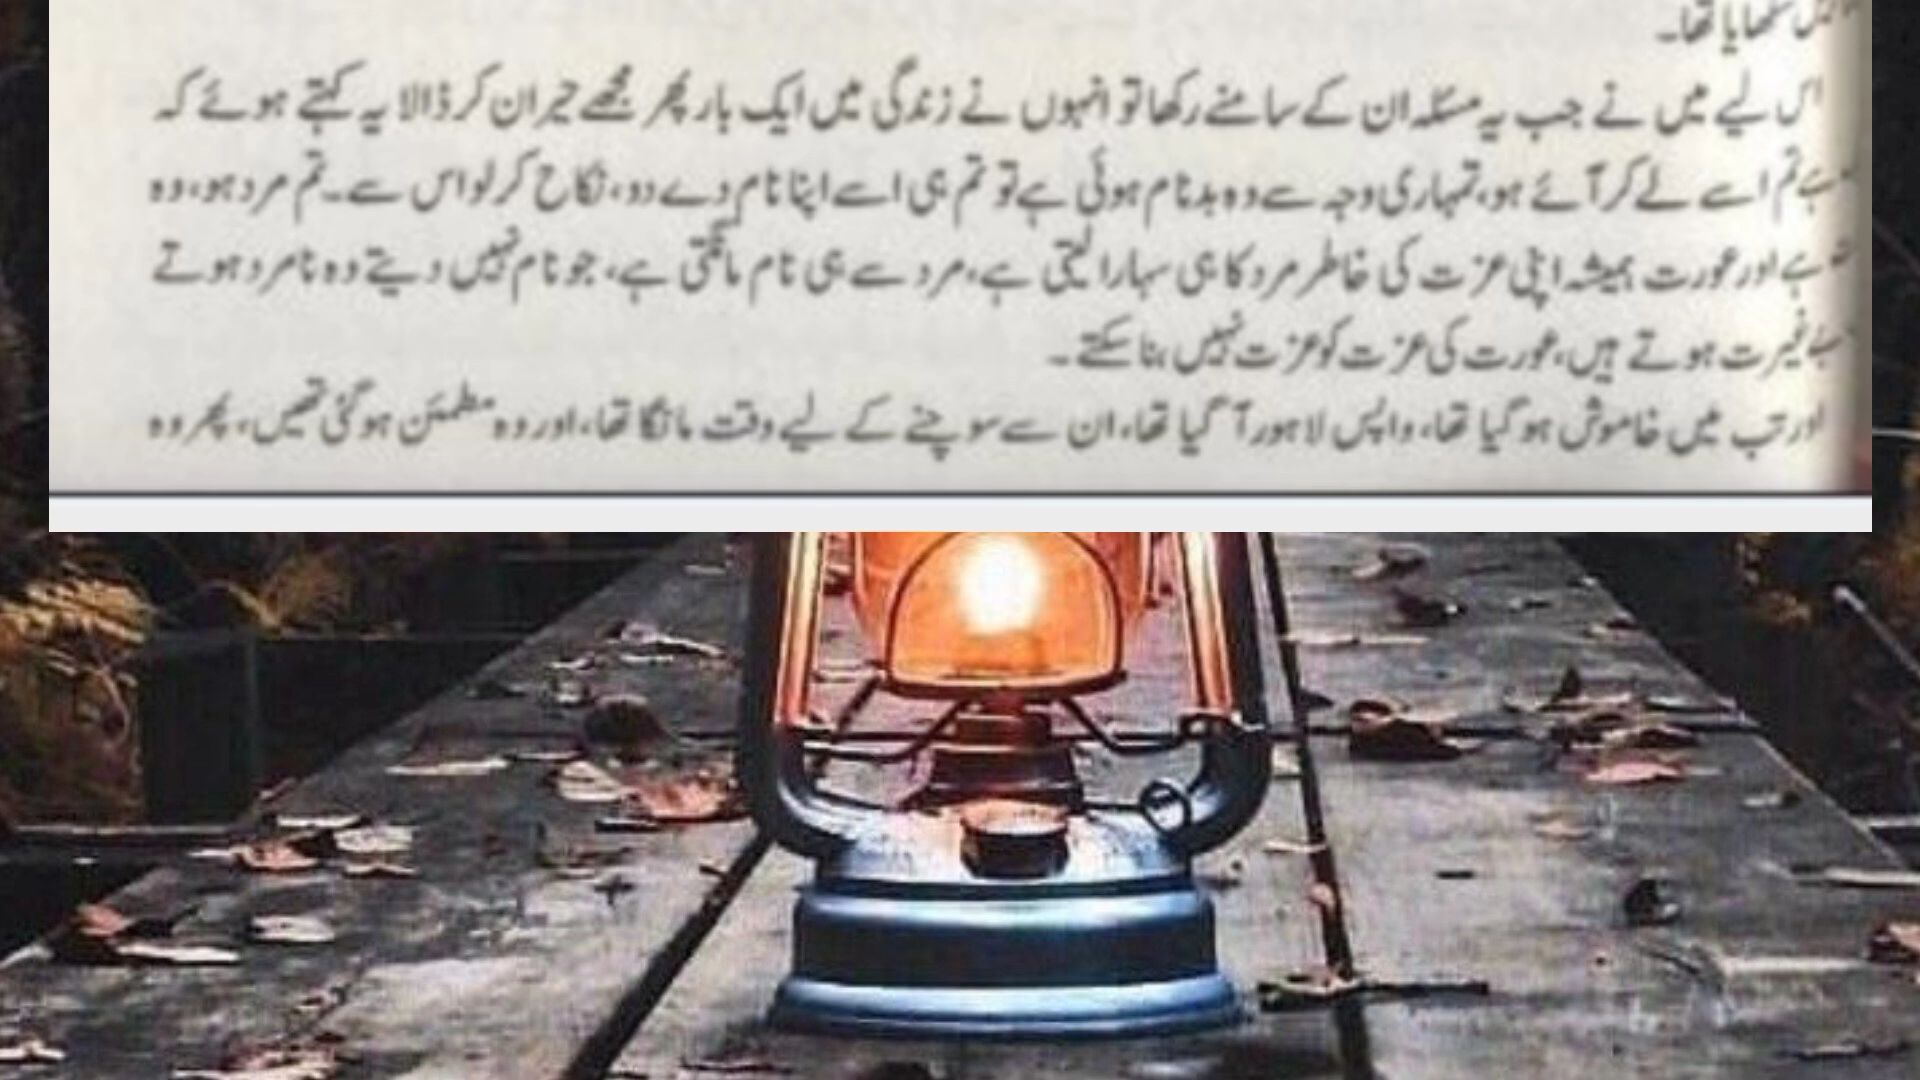 سکھایا تھا۔
اس لیے میں نے جب یہ مسئلہ ان کے سامنے رکھا تو انہوں نے زندگی میں ایک بار پھر مجھے حیران کر ڈالا یہ کہتے ہوئے کہ
تم اسے لے کر آئے ہو، تمہاری وجہ سے وہ بدنام ہوئی ہے تو تم ہی اسے اپنا نام دے دو، نکاح کر لو اس سے۔ تم مرد ہو، وہ
ہے اور عورت ہمیشہ اپنی عزت کی خاطر مرد کا ہی سہارا لیتی ہے، مرد سے ہی نام مانگتی ہے، جو نام نہیں دیتے وہ نامرد ہوتے
بے غیرت ہوتے ہیں، عورت کی عزت کو عزت نہیں بنا سکتے۔
اور تب میں خاموش ہو گیا تھا، واپس لاہور آ گیا تھا، ان سے سوچنے کے لیے وقت مانگا تھا، اور وہ مطمئن ہو گئی تھیں، پھر وہ